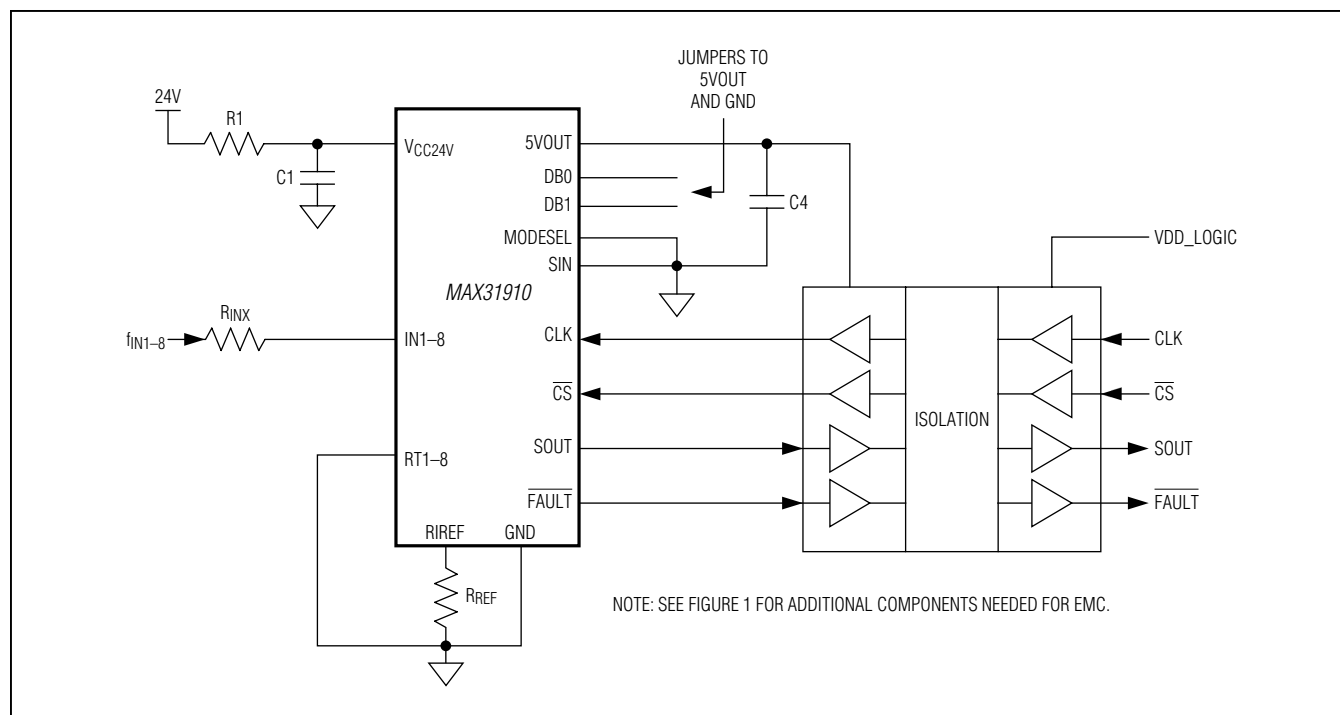 JUMPERS TO
5VOUT
AND GND
24V
R1
C1
VCC24V
5VOUT
DB0
DB1
MODESEL
SIN
C4
VDD_LOGIC
MAX31910
fIN1–8
RINX
IN1–8
CLK
CS
SOUT
FAULT
ISOLATION
CLK
CS
SOUT
FAULT
RT1–8
RIREF
GND
RREF
NOTE: SEE FIGURE 1 FOR ADDITIONAL COMPONENTS NEEDED FOR EMC.